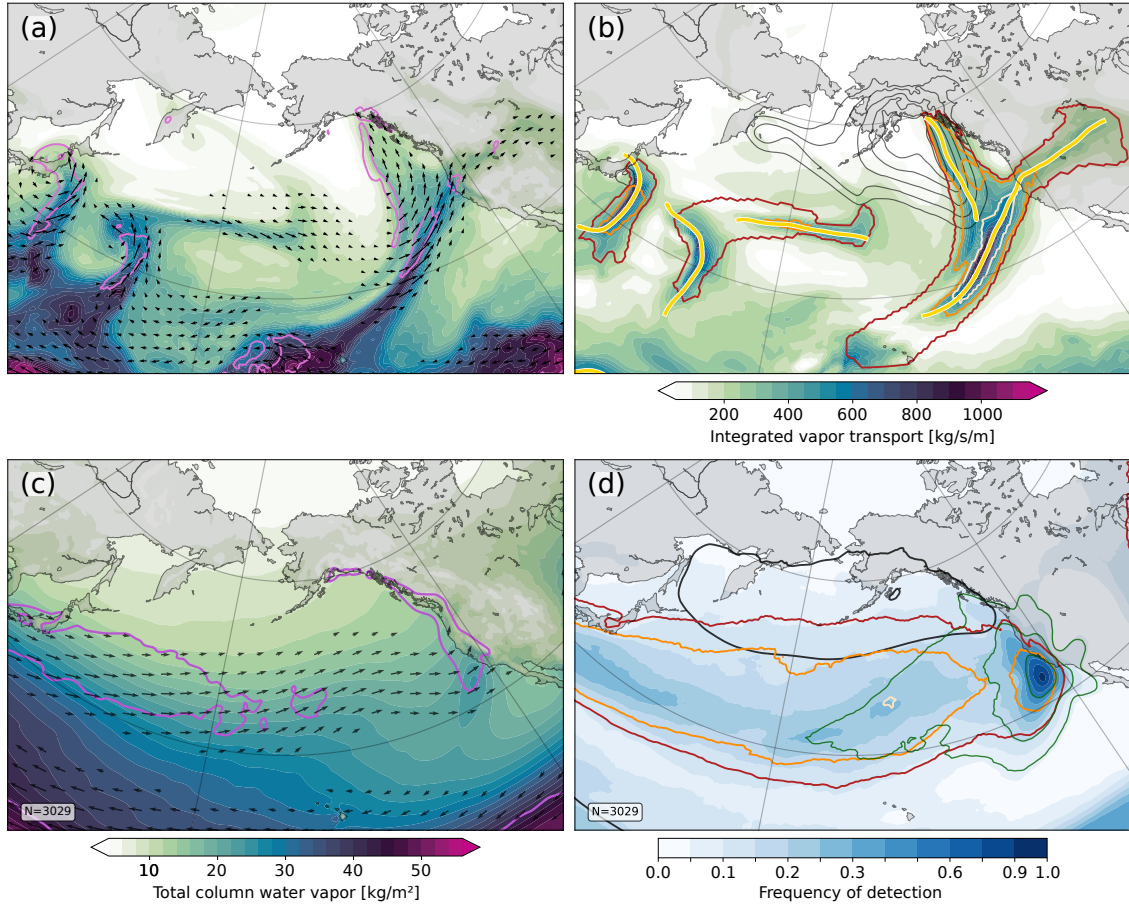 (a)
(b)
200 400 600 800 1000
Integrated vapor transport [kg/s/m]
(c)
(d)
N=3029
N=3029
10 20 30 40 50
Total column water vapor [kg/m²]
0.0 0.1 0.2 0.3 0.6 0.9 1.0
Frequency of detection